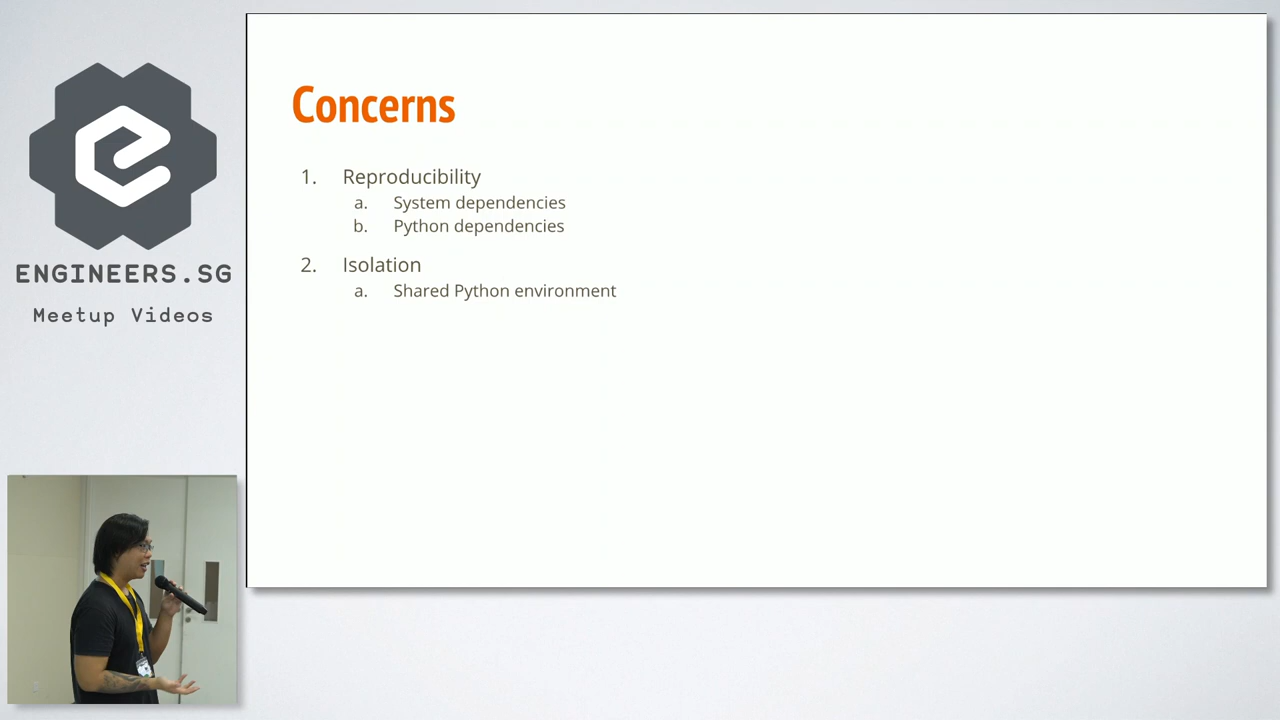 Concerns
1. Reproducibility
a. System dependencies
b. Python dependencies
2. Isolation
a. Shared Python environment
ENGINEERS.SG
Meetup Videos